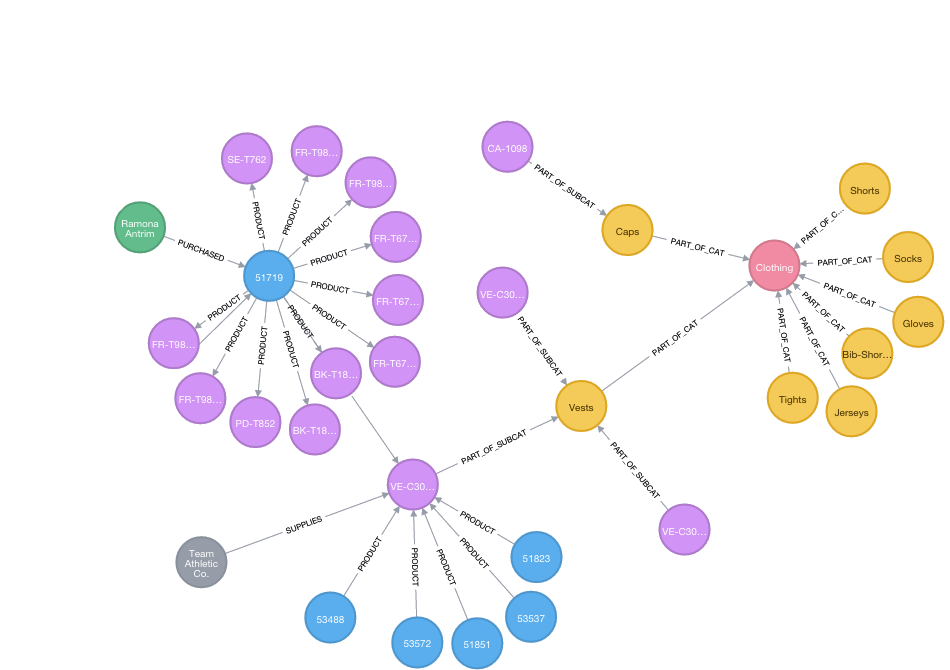 CA-1098
FR-T98...
SE-T762
FR-T98...
PART_OF_SUBCAT
Shorts
Ramona
Antrim
PRODUCT
PRODUCT
PRODUCT
FR-T67...
Caps
PART_OF_C...
PURCHASED
PRODUCT
PART_OF_CAT
Socks
PART_OF_CAT
Clothing
51719
PRODUCT
FR-T67...
VE-C30...
PART_OF_CAT
Gloves
PRODUCT
PRODUCT
PRODUCT
PART_OF_CAT
FR-T98...
PRODUCT
PRODUCT
PRODUCT
PART_OF_SUBCAT
PART_OF_CAT
PART_OF_CAT
PART_OF_CAT
Bib-Shor...
FR-T67...
BK-T18...
FR-T98...
Vests
Tights
Jerseys
PD-T852
BK-T18...
PART_OF_SUBCAT
PART_OF_SUBCAT
VE-C30...
SUPPLIES
PRODUCT
VE-C30...
Team
Athletic
Co.
PRODUCT
PRODUCT
PRODUCT
PRODUCT
51823
53488
53537
53572
51851